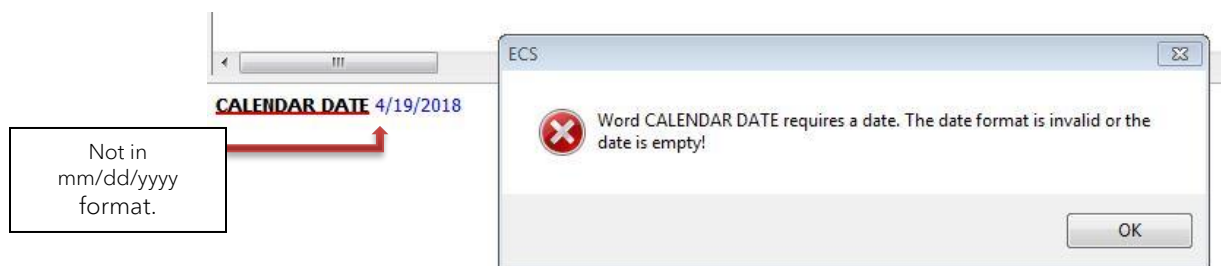 ECS
CALENDAR DATE 4/19/2018
Word CALENDAR DATE requires a date. The date format is invalid or the
date is empty!
Not in
mm/dd/yyyy
format.
OK